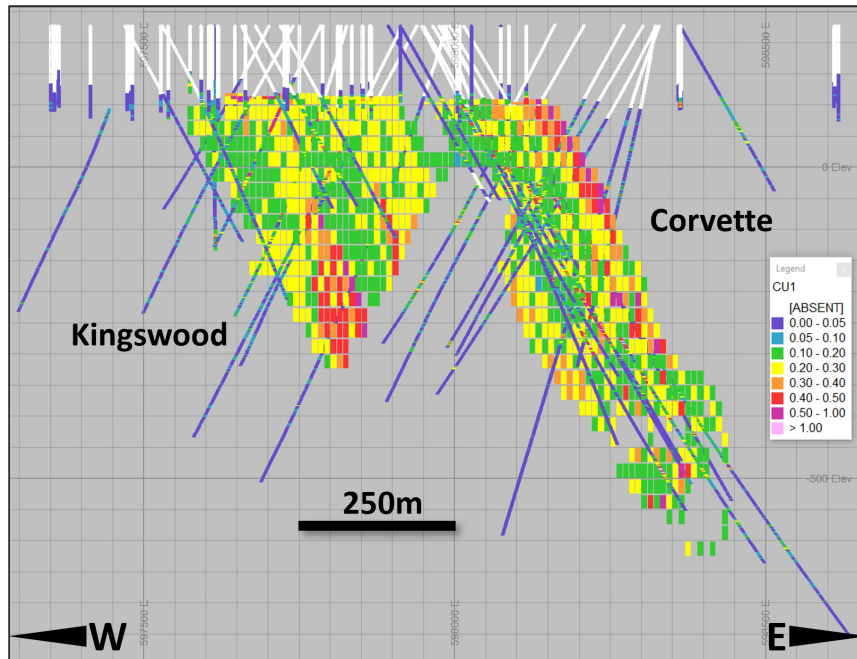 597500 E
598000 E
598500 E
0 Elev
Corvette
Kingswood
Legend
CU1
[ABSENT]
0.00 - 0.05
0.05 - 0.10
0.10 - 0.20
0.20 - 0.30
0.30 - 0.40
0.40 - 0.50
0.50 - 1.00
> 1.00
-500 Elev
250m
597500 E
598000 E
598500 E
W
E